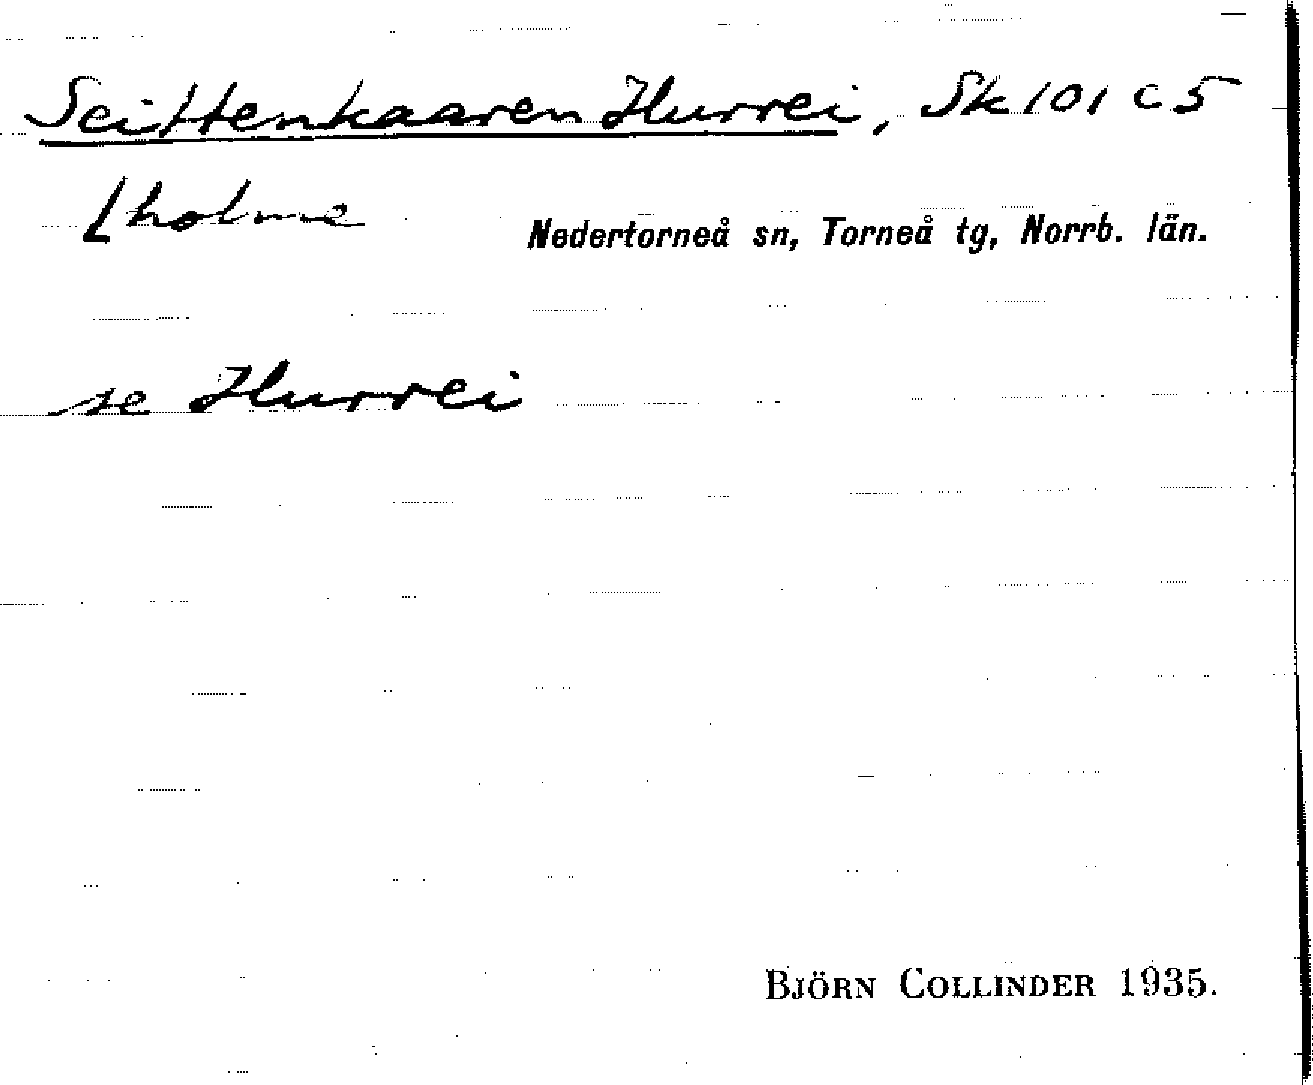 Seittenkaaren Hurrei, Sk 101 c 5
[holme
Nedertorneå sn, Torneå tg, Norrb. län.
se Hurrei
BJÖRN COLLINDER 1935.